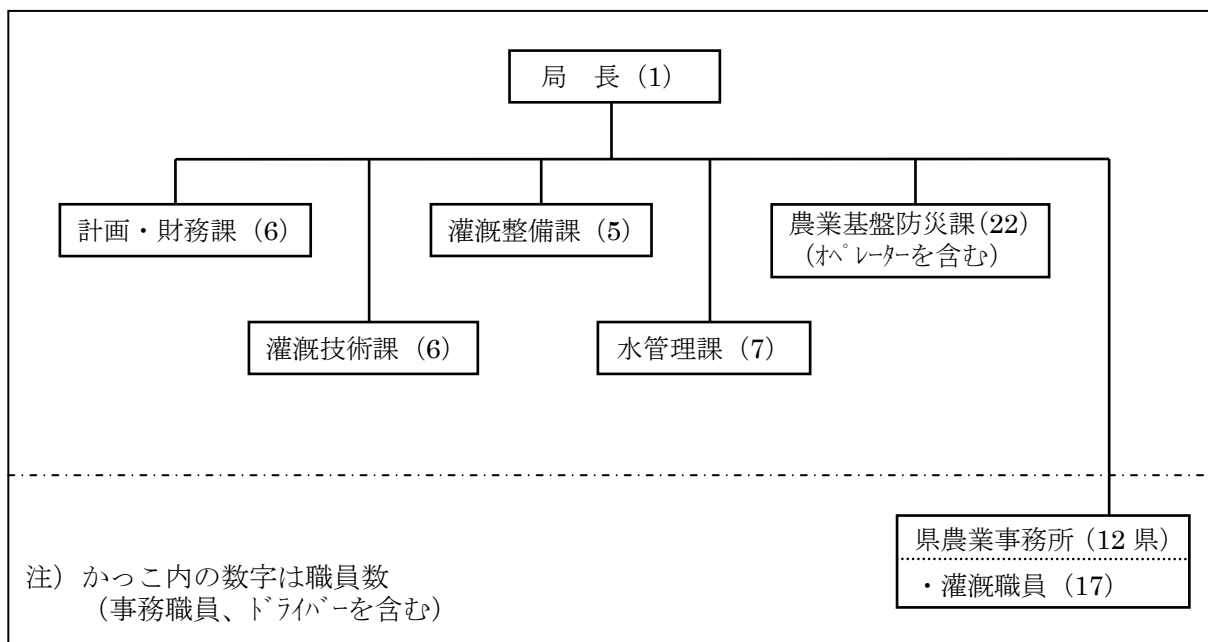 局　長 (1)
計画・財務課 (6)
灌漑整備課 (5)
農業基盤防災課(22)
(ｵﾍﾟﾚｰﾀｰを含む)
灌漑技術課 (6)
水管理課 (7)
県農業事務所 (12 県)
・灌漑職員 (17)
注）かっこ内の数字は職員数
(事務職員、ﾄﾞﾗｲﾊﾞｰを含む)